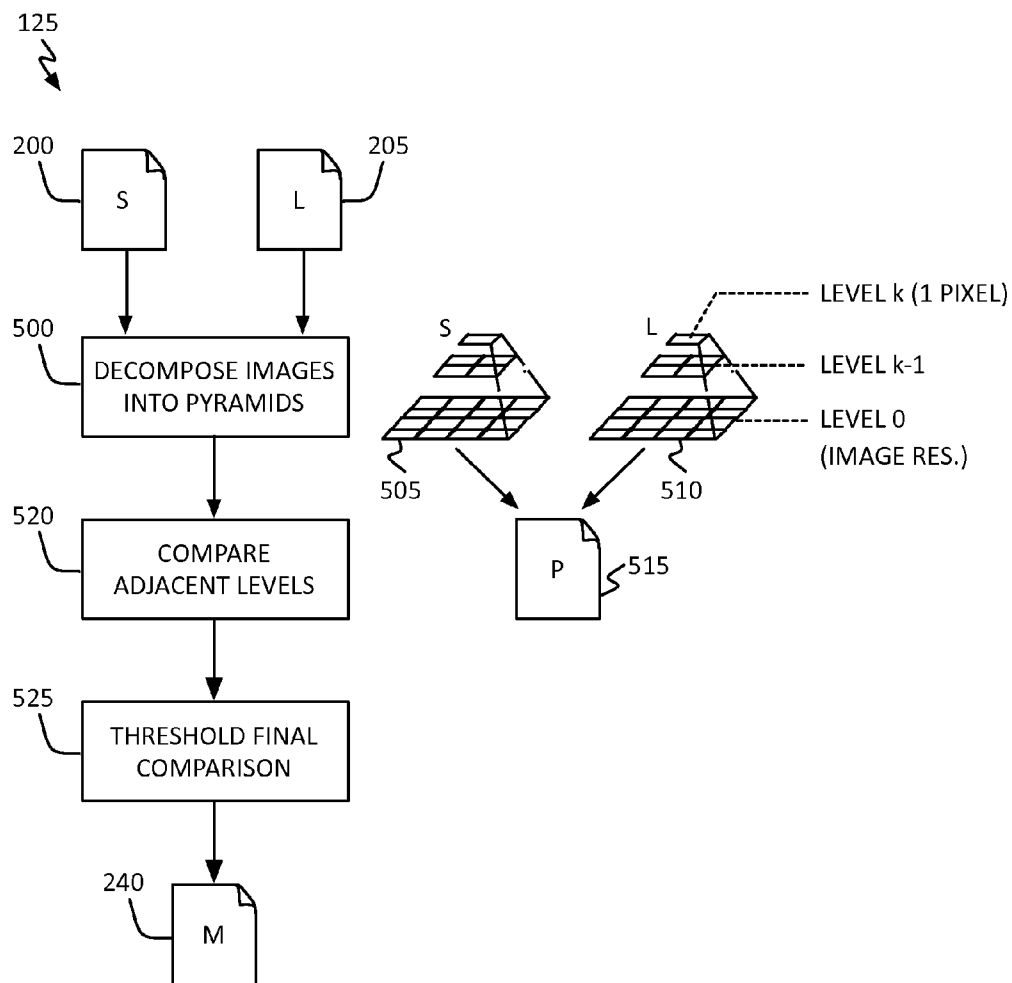 125
200
S
L
205
500
DECOMPOSE IMAGES
INTO PYRAMIDS
S
L
LEVEL k (1 PIXEL)
LEVEL k-1
LEVEL 0
(IMAGE RES.)
505
510
520
COMPARE
ADJACENT LEVELS
P
515
525
THRESHOLD FINAL
COMPARISON
240
M